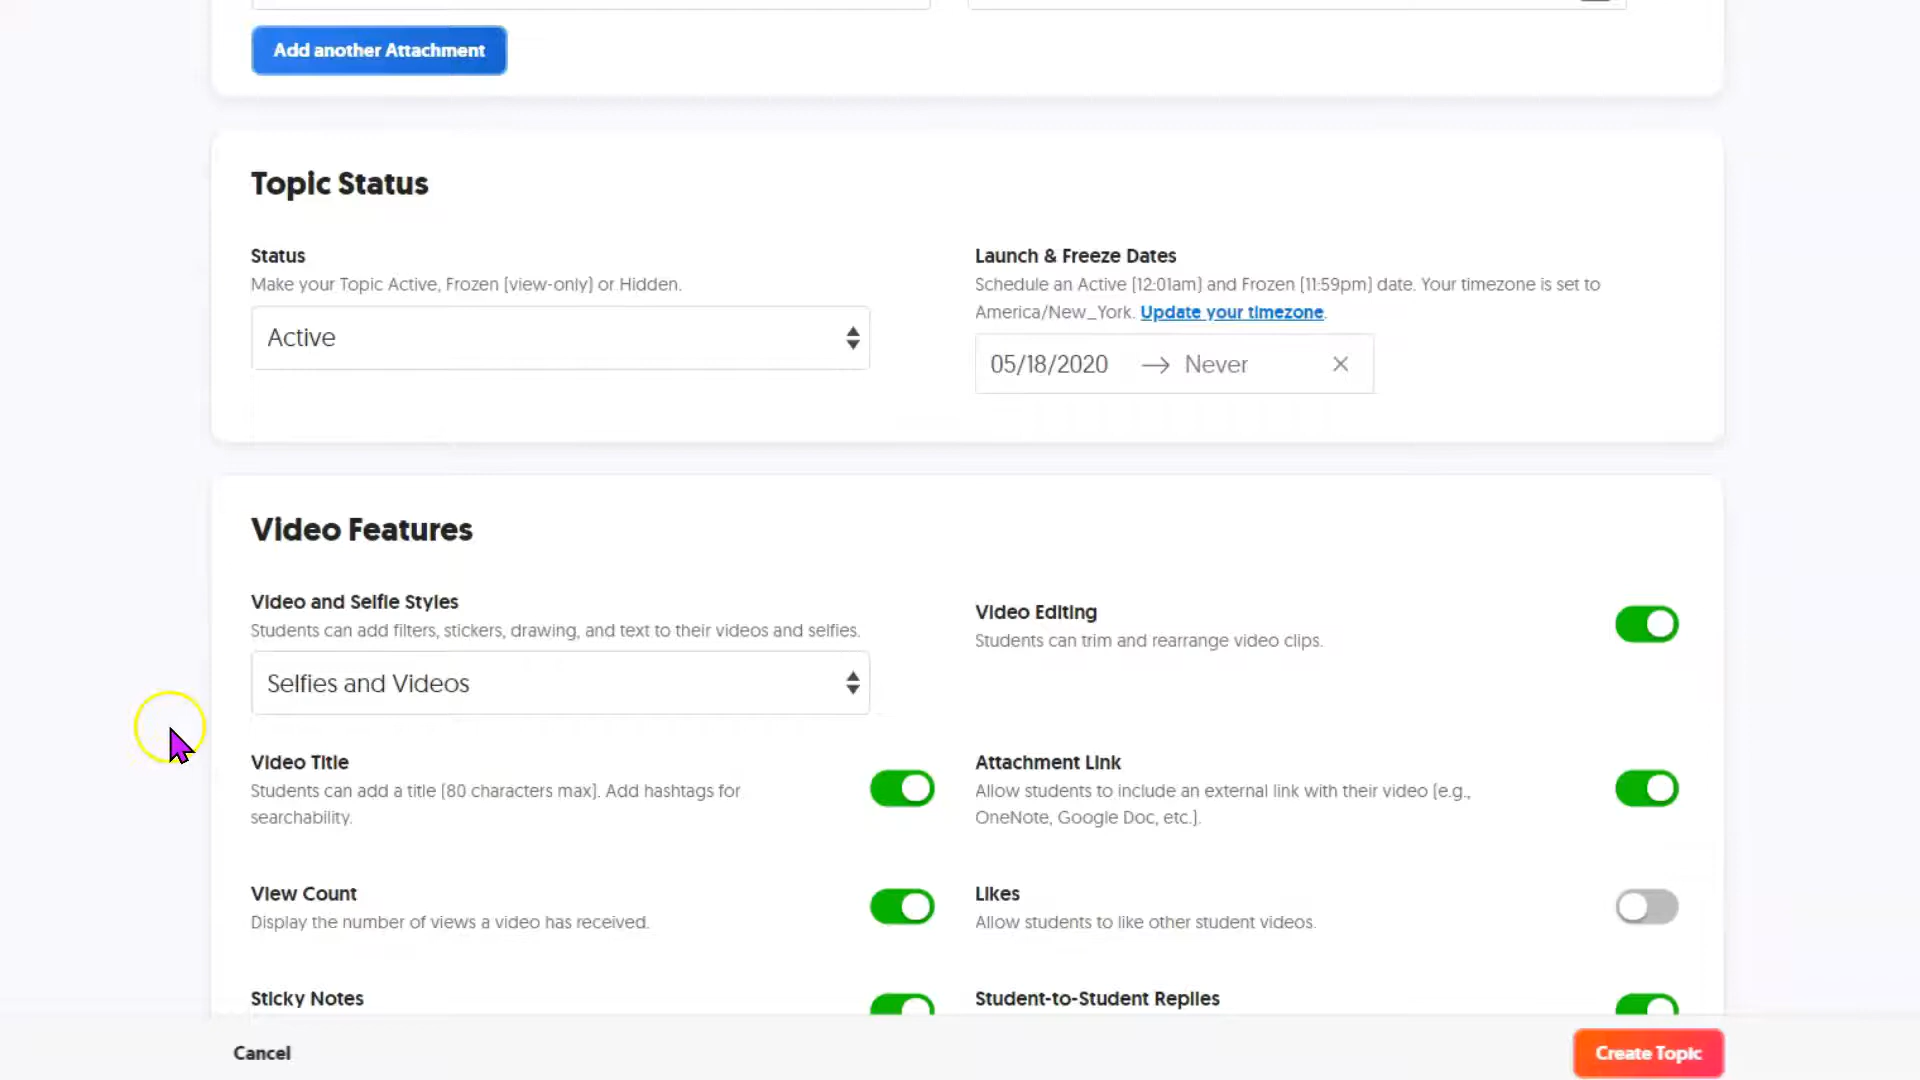 Add another Attachment
Topic Status
Status
Make your Topic Active, Frozen (view-only) or Hidden.
Active
Launch & Freeze Dates
Schedule an Active (12:01am) and Frozen (11:59pm) date. Your timezone is set to
America/New_York. Update your timezone.
05/18/2020 → Never ×
Video Features
Video and Selfie Styles
Students can add filters, stickers, drawing, and text to their videos and selfies.
Selfies and Videos
Video Editing
Students can trim and rearrange video clips.
Video Title
Students can add a title (80 characters max). Add hashtags for
searchability.
Attachment Link
Allow students to include an external link with their video (e.g.,
OneNote, Google Doc, etc.).
View Count
Display the number of views a video has received.
Likes
Allow students to like other student videos.
Sticky Notes
Student-to-Student Replies
Cancel
Create Topic